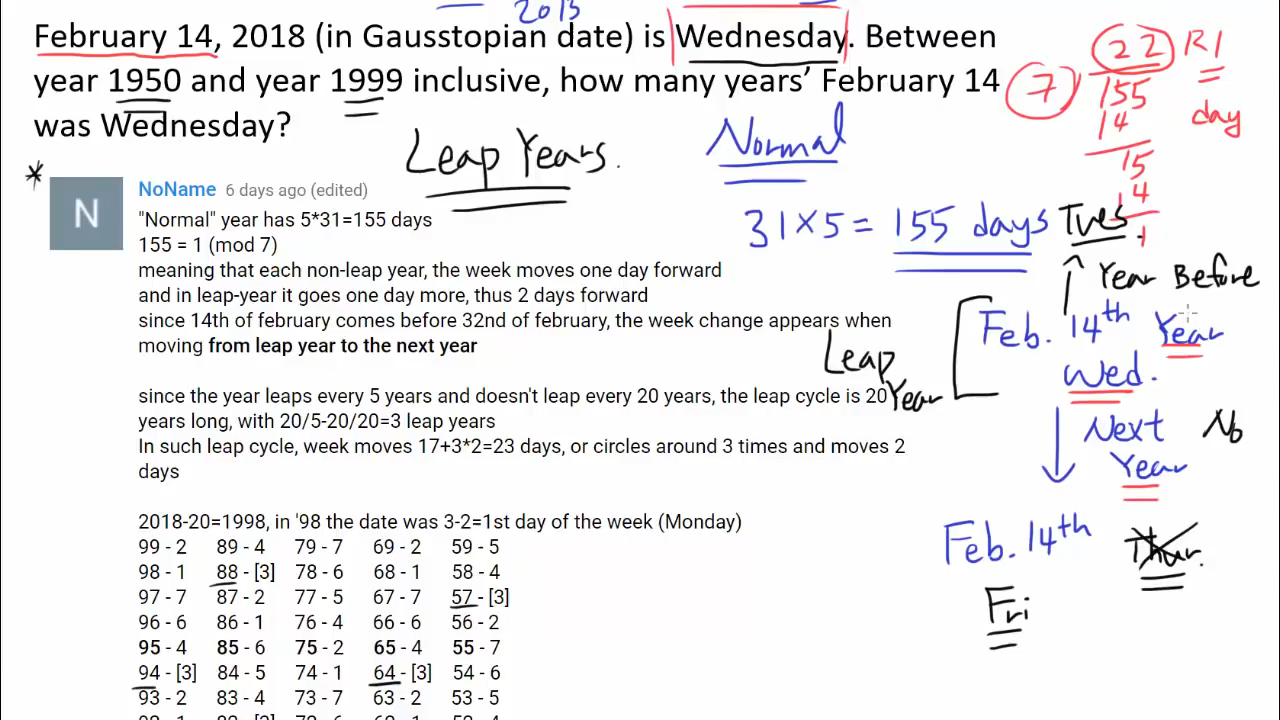 2013
February 14, 2018 (in Gausstopian date) is Wednesday. Between
year 1950 and year 1999 inclusive, how many years’ February 14
was Wednesday?
Leap Years.
Normal
22 R1
7 155
day
14
15
14
1
*
N
NoName 6 days ago (edited)
"Normal" year has 5*31=155 days
155 = 1 (mod 7)
meaning that each non-leap year, the week moves one day forward
and in leap-year it goes one day more, thus 2 days forward
since 14th of february comes before 32nd of february, the week change appears when
moving from leap year to the next year
since the year leaps every 5 years and doesn't leap every 20 years, the leap cycle is 20
years long, with 20/5-20/20=3 leap years
In such leap cycle, week moves 17+3*2=23 days, or circles around 3 times and moves 2
days
2018-20=1998, in '98 the date was 3-2=1st day of the week (Monday)
99 - 2 89 - 4 79 - 7 69 - 2 59 - 5
98 - 1 88 - [3] 78 - 6 68 - 1 58 - 4
97 - 7 87 - 2 77 - 5 67 - 7 57 - [3]
96 - 6 86 - 1 76 - 4 66 - 6 56 - 2
95 - 4 85 - 6 75 - 2 65 - 4 55 - 7
94 - [3] 84 - 5 74 - 1 64 - [3] 54 - 6
93 - 2 83 - 4 73 - 7 63 - 2 53 - 5
31×5 = 155 days Tues
Year Before
Feb. 14th Year
Leap
Year
Wed.
Next No
Year
Feb. 14th Thur.
Fri